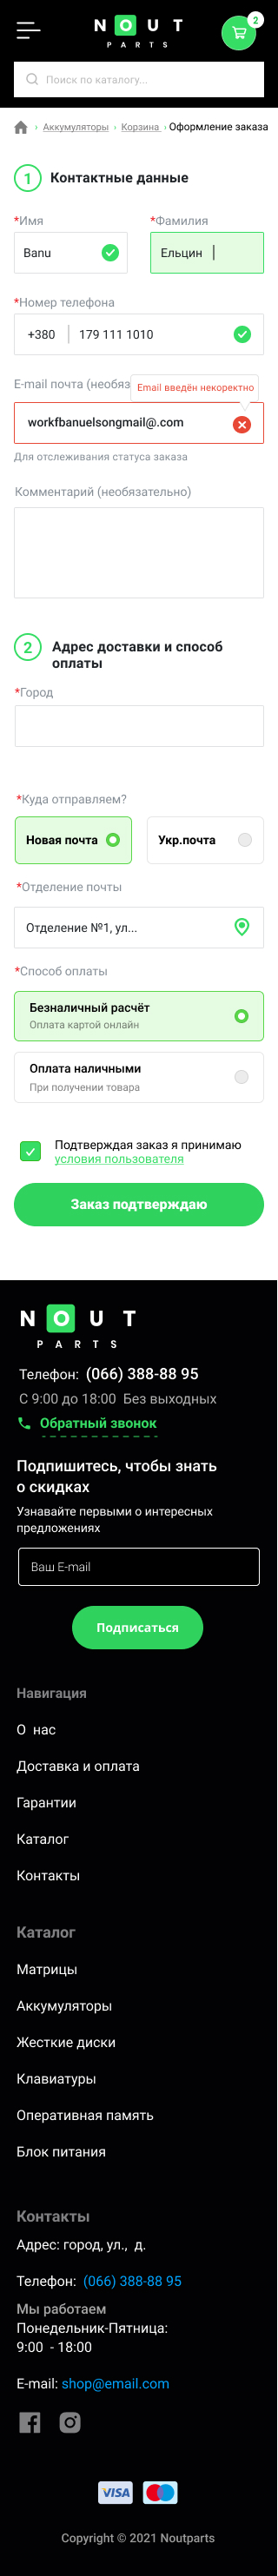 NOUT
PARTS
2
Поиск по каталогу...
Аккумуляторы › Корзина › Оформление заказа
1 Контактные данные
*Имя
*Фамилия
Banu
Ельцин
*Номер телефона
+380 179 111 1010
E-mail почта (необяз
Email введён некоректно
workfbanuelsongmail@.com
Для отслеживания статуса заказа
Комментарий (необязательно)
2 Адрес доставки и способ
оплаты
*Город
*Куда отправляем?
Новая почта
Укр.почта
*Отделение почты
Отделение №1, ул...
*Способ оплаты
Безналичный расчёт
Оплата картой онлайн
Оплата наличными
При получении товара
Подтверждая заказ я принимаю
условия пользователя
Заказ подтверждаю
NOUT
PARTS
Телефон: (066) 388-88 95
С 9:00 до 18:00 Без выходных
Обратный звонок
Подпишитесь, чтобы знать
о скидках
Узнавайте первыми о интересных
предложениях
Ваш E-mail
Подписаться
Навигация
О нас
Доставка и оплата
Гарантии
Каталог
Контакты
Каталог
Матрицы
Аккумуляторы
Жесткие диски
Клавиатуры
Оперативная память
Блок питания
Контакты
Адрес: город, ул., д.
Телефон: (066) 388-88 95
Мы работаем
Понедельник-Пятница:
9:00 - 18:00
E-mail: shop@email.com
VISA
Copyright © 2021 Noutparts